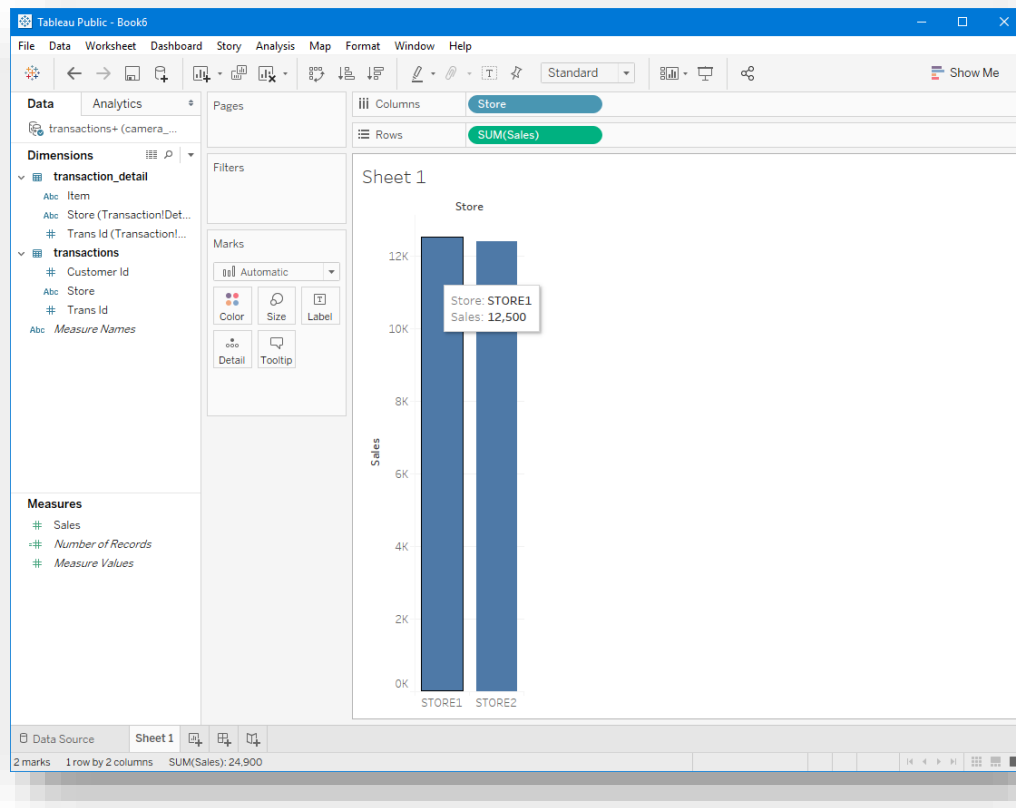 Tableau Public - Book6
File Data Worksheet Dashboard Story Analysis Map Format Window Help
Standard
Show Me
Data Analytics
transactions+ (camera_...
Dimensions
transaction_detail
Abc Item
Abc Store (Transaction!Det...
# Trans Id (Transaction!...
transactions
# Customer Id
Abc Store
# Trans Id
Abc Measure Names
Measures
# Sales
=# Number of Records
# Measure Values
Pages
Filters
Marks
Automatic
Color Size Label
Detail Tooltip
Columns Store
Rows SUM(Sales)
Sheet 1
Store
12K
10K
8K
6K
4K
2K
0K
Sales
Store: STORE1
Sales: 12,500
STORE1 STORE2
Data Source Sheet 1
2 marks 1 row by 2 columns SUM(Sales): 24,900